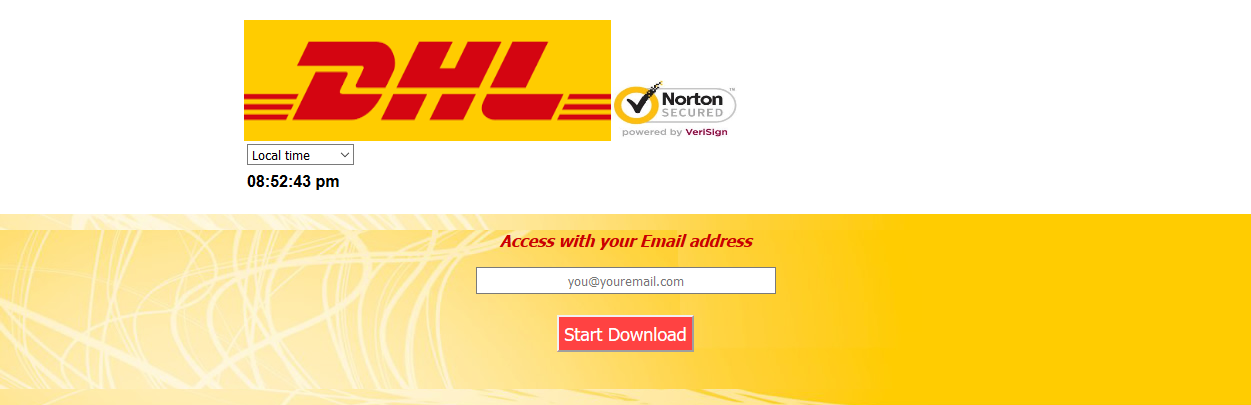 DHL
Norton
SECURED
powered by VeriSign
Local time
08:52:43 pm
Access with your Email address
you@youremail.com
Start Download